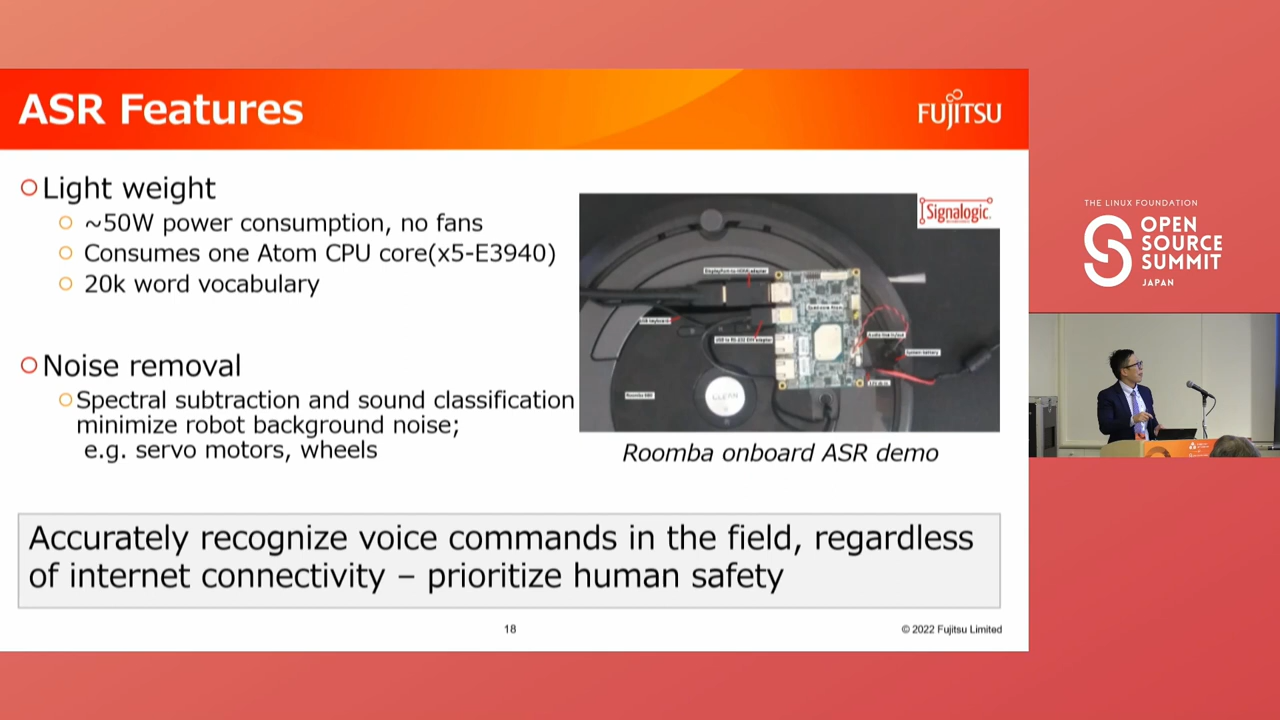 ASR Features
FUJITSU
Light weight
~50W power consumption, no fans
Consumes one Atom CPU core(x5-E3940)
20k word vocabulary
Noise removal
Spectral subtraction and sound classification
minimize robot background noise;
e.g. servo motors, wheels
Signalogic
CLEAN
Roomba onboard ASR demo
Accurately recognize voice commands in the field, regardless
of internet connectivity – prioritize human safety
18
© 2022 Fujitsu Limited
THE LINUX FOUNDATION
OPEN
SOURCE
SUMMIT
JAPAN